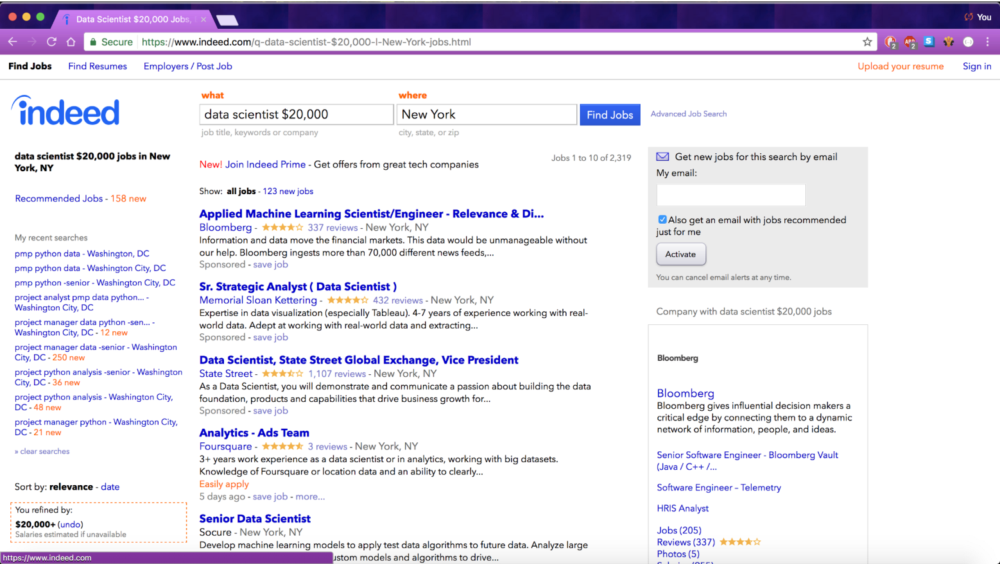 Data Scientist $20,000 Jobs,
You
Secure
https://www.indeed.com/q-data-scientist-$20,000-l-New-York-jobs.html
2
ABP
2
S
Find Jobs
Find Resumes
Employers / Post Job
Upload your resume
Sign in
indeed
what
where
data scientist $20,000
New York
Find Jobs
Advanced Job Search
job title, keywords or company
city, state, or zip
data scientist $20,000 jobs in New
York, NY
Recommended Jobs - 158 new
My recent searches
pmp python data - Washington, DC
pmp python data - Washington City, DC
pmp python -senior - Washington City, DC
project analyst pmp data python... -
Washington City, DC
project manager data python -sen... -
Washington City, DC - 12 new
project manager data -senior - Washington
City, DC - 250 new
project python analysis -senior - Washington
City, DC - 36 new
project python analysis - Washington City,
DC - 48 new
project manager python - Washington City,
DC - 21 new
» clear searches
Sort by: relevance - date
You refined by:
$20,000+ (undo)
Salaries estimated if unavailable
https://www.indeed.com
Jobs 1 to 10 of 2,319
New! Join Indeed Prime - Get offers from great tech companies
Show: all jobs - 123 new jobs
Applied Machine Learning Scientist/Engineer - Relevance & Di...
Bloomberg - 337 reviews - New York, NY
Information and data move the financial markets. This data would be unmanageable without
our help. Bloomberg ingests more than 70,000 different news feeds,...
Sponsored - save job
Sr. Strategic Analyst ( Data Scientist )
Memorial Sloan Kettering - 432 reviews - New York, NY
Expertise in data visualization (especially Tableau). 4-7 years of experience working with real-
world data. Adept at working with real-world data and extracting...
Sponsored - save job
Data Scientist, State Street Global Exchange, Vice President
State Street - 1,107 reviews - New York, NY
As a Data Scientist, you will demonstrate and communicate a passion about building the data
foundation, products and capabilities that drive business growth for...
Sponsored - save job
Analytics - Ads Team
Foursquare - 3 reviews - New York, NY
3+ years work experience as a data scientist or in analytics, working with big datasets.
Knowledge of Foursquare or location data and an ability to clearly...
Easily apply
5 days ago - save job - more...
Senior Data Scientist
Socure - New York, NY
Develop machine learning models to apply test data algorithms to future data. Analyze large
ustom models and algorithms to drive...
Get new jobs for this search by email
My email:
Also get an email with jobs recommended
just for me
Activate
You can cancel email alerts at any time.
Company with data scientist $20,000 jobs
Bloomberg
Bloomberg
Bloomberg gives influential decision makers a
critical edge by connecting them to a dynamic
network of information, people, and ideas.
Senior Software Engineer - Bloomberg Vault
(Java / C++ /...
Software Engineer – Telemetry
HRIS Analyst
Jobs (205)
Reviews (337)
Photos (5)